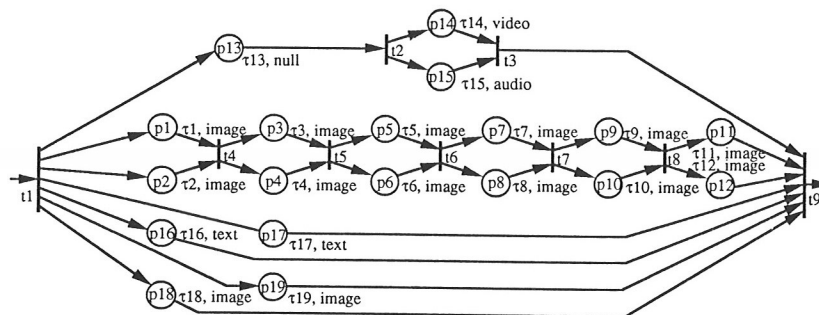 p14 τ14, video
p13 t2 t3
τ13, null
p15 τ15, audio
p1 τ1, image p3 τ3, image p5 τ5, image p7 τ7, image p9 τ9, image p11
t4 t5 t6 t7 t8 τ11, image
p2 p4 p6 p8 p10 τ12, image p12
τ2, image τ4, image τ6, image τ8, image τ10, image
t1 t9
p16 τ16, text p17
τ17, text
p19
p18 τ18, image τ19, image